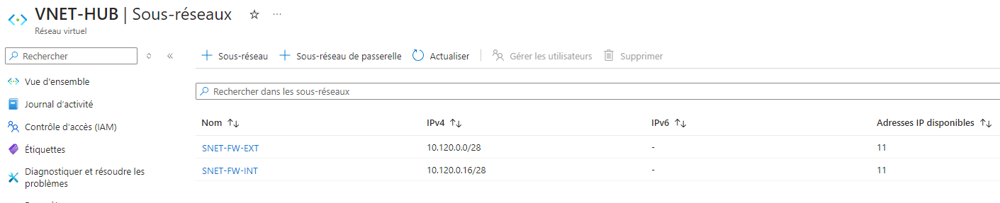 VNET-HUB | Sous-réseaux
Réseau virtuel
Rechercher
Sous-réseau
Sous-réseau de passerelle
Actualiser
Gérer les utilisateurs
Supprimer
Vue d'ensemble
Journal d'activité
Contrôle d'accès (IAM)
Étiquettes
Diagnostiquer et résoudre les
problèmes
Rechercher dans les sous-réseaux
Nom IPv4 IPv6 Adresses IP disponibles
SNET-FW-EXT 10.120.0.0/28 - 11
SNET-FW-INT 10.120.0.16/28 - 11